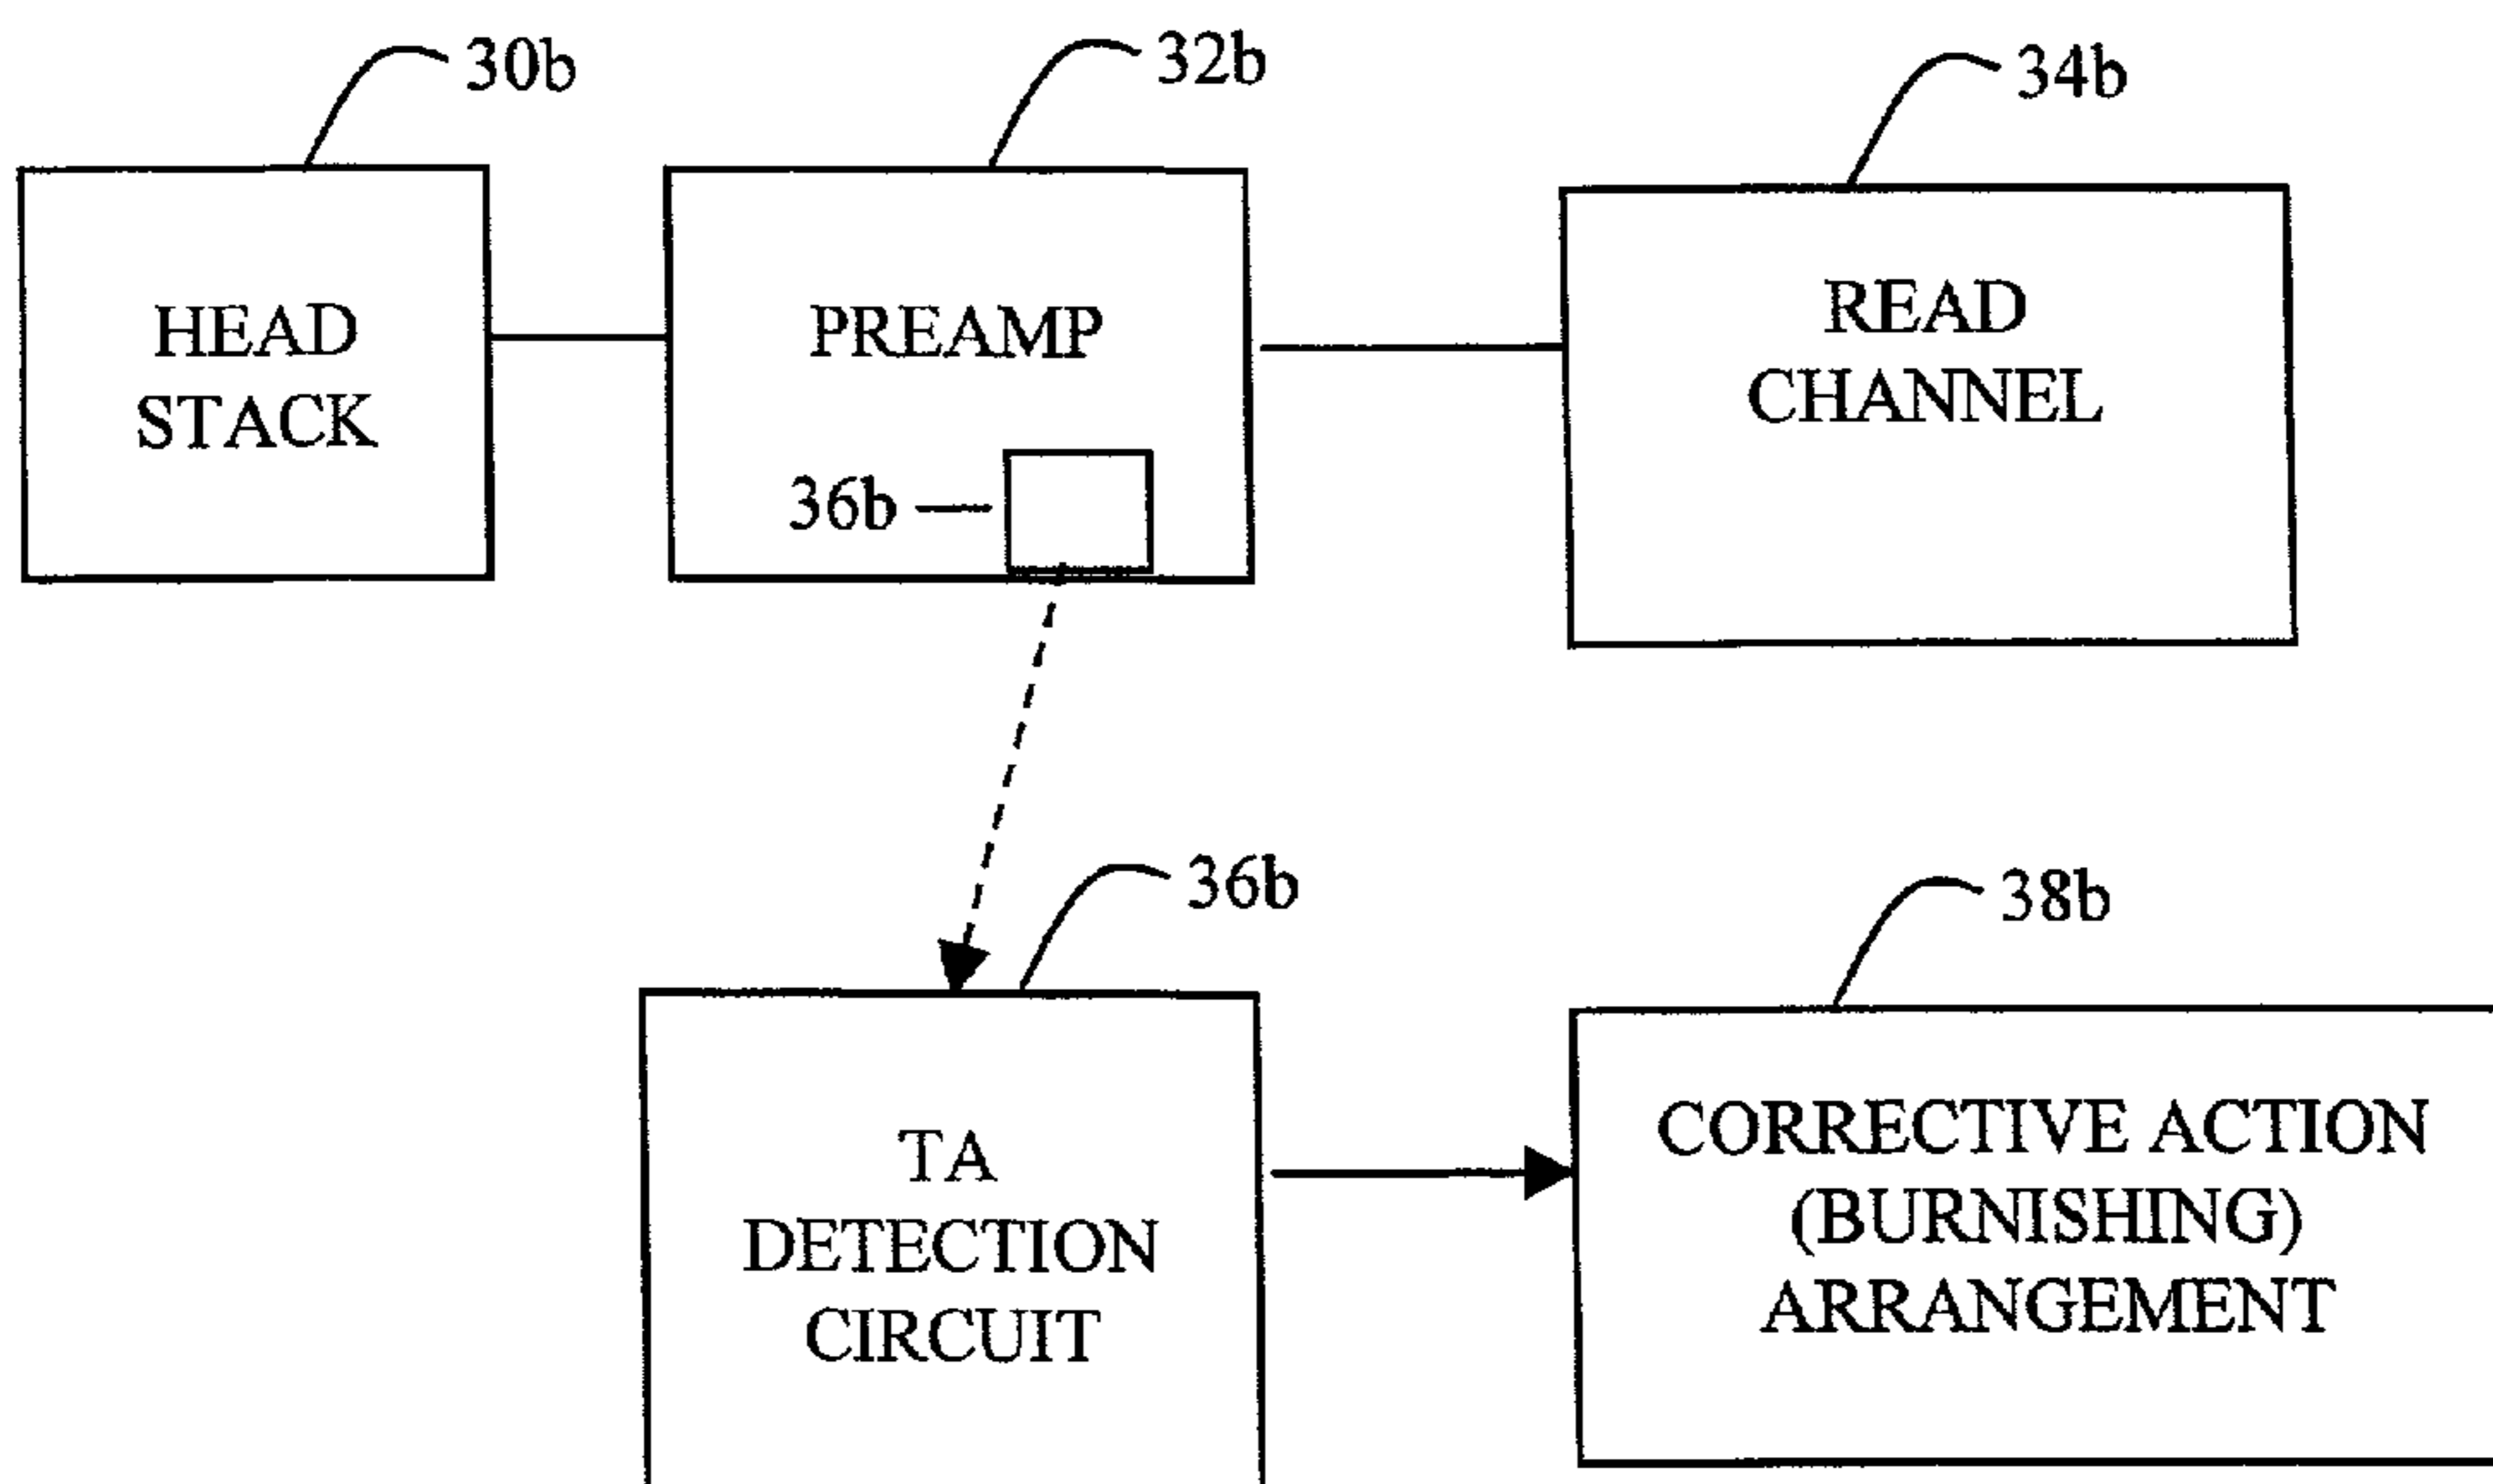 30b
32b
34b
HEAD
STACK
PREAMP
36b
READ
CHANNEL
36b
38b
TA
DETECTION
CIRCUIT
CORRECTIVE ACTION
(BURNISHING)
ARRANGEMENT